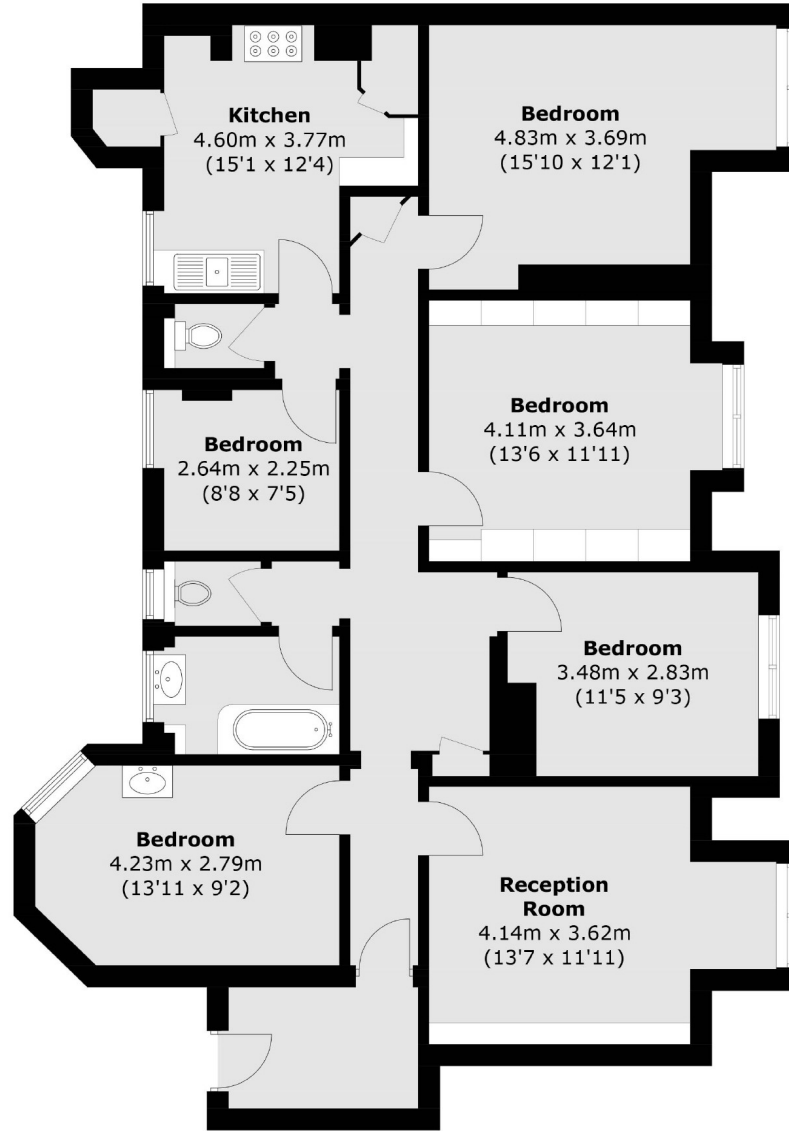 Kitchen
4.60m x 3.77m
(15'1 x 12'4)
Bedroom
4.83m x 3.69m
(15'10 x 12'1)
Bedroom
4.11m x 3.64m
(13'6 x 11'11)
Bedroom
2.64m x 2.25m
(8'8 x 7'5)
Bedroom
3.48m x 2.83m
(11'5 x 9'3)
Bedroom
4.23m x 2.79m
(13'11 x 9'2)
Reception
Room
4.14m x 3.62m
(13'7 x 11'11)